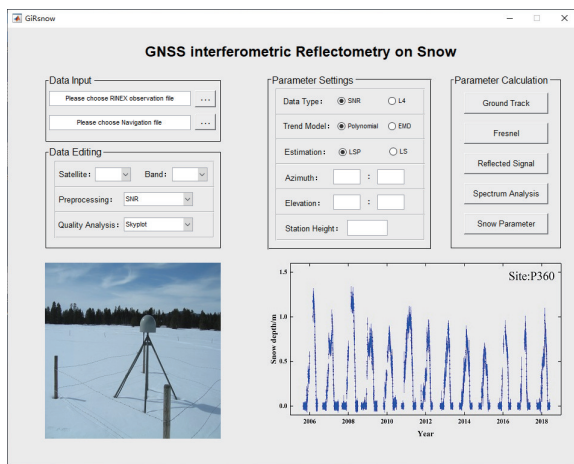 GiRsnow
GNSS interferometric Reflectometry on Snow
Data Input
Please choose RINEX observation file
...
Please choose Navigation file
...
Data Editing
Satellite:
Band:
Preprocessing:
SNR
Quality Analysis:
Skyplot
Parameter Settings
Data Type:
SNR
L4
Trend Model:
Polynomial
EMD
Estimation:
LSP
LS
Azimuth:
:
Elevation:
:
Station Height:
Parameter Calculation
Ground Track
Fresnel
Reflected Signal
Spectrum Analysis
Snow Parameter
Site:P360
Snow depth/m
1.5
1.0
0.5
0.0
2006
2008
2010
2012
2014
2016
2018
Year